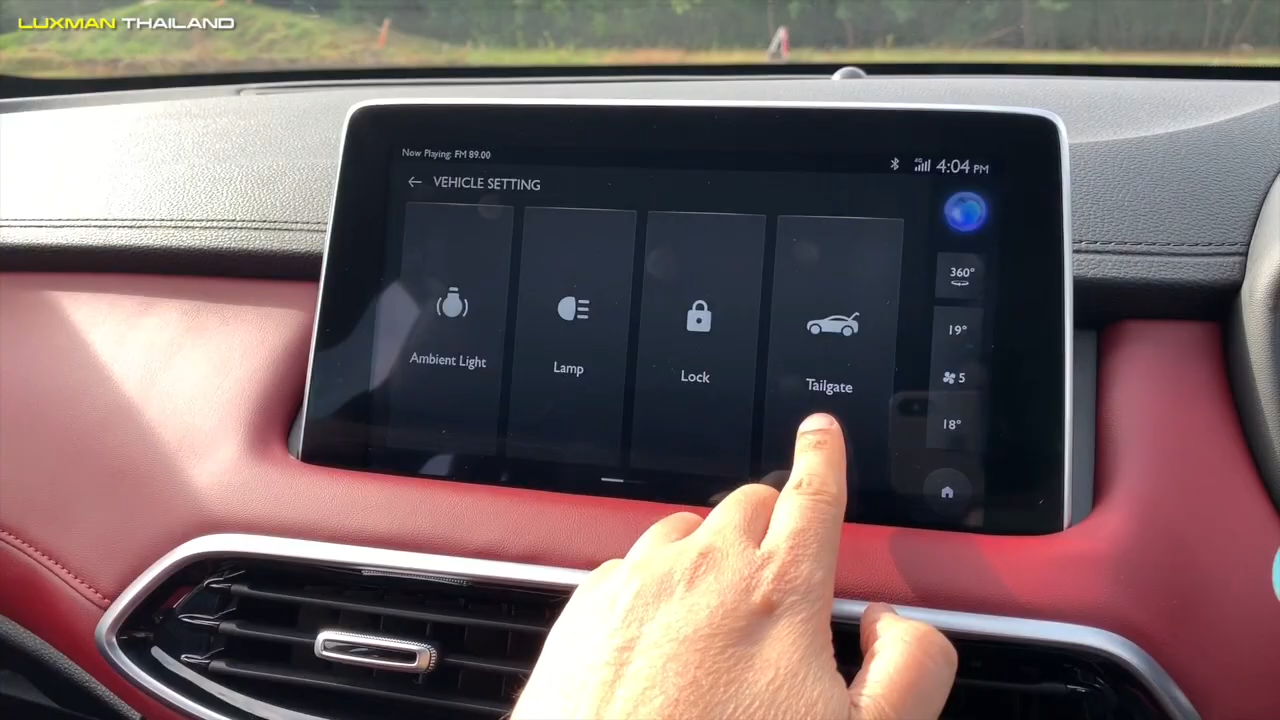 LUXMAN THAILAND
Now Playing: FM 89.00
4G 4:04 PM
VEHICLE SETTING
Ambient Light
Lamp
Lock
Tailgate
360°
19°
5
18°